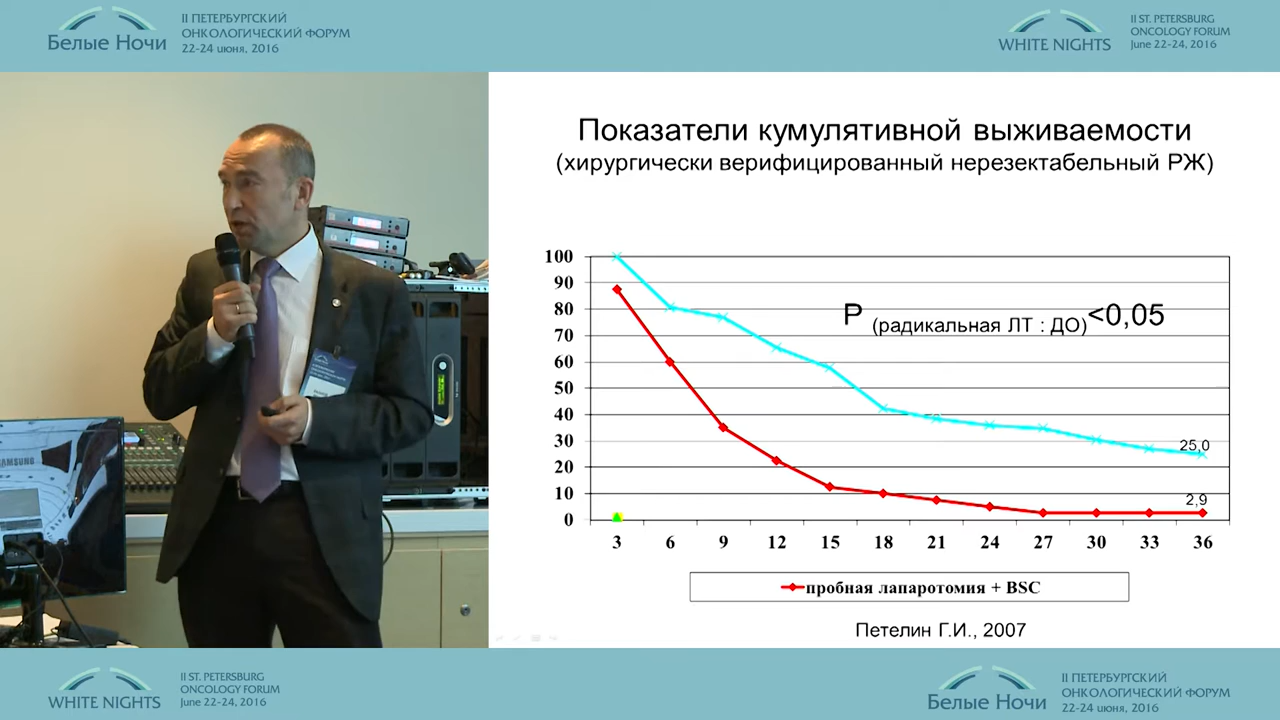 Белые Ночи
II ПЕТЕРБУРГСКИЙ
ОНКОЛОГИЧЕСКИЙ ФОРУМ
22-24 июня, 2016
WHITE NIGHTS
II ST. PETERSBURG
ONCOLOGY FORUM
June 22-24, 2016
Показатели кумулятивной выживаемости
(хирургически верифицированный нерезектабельный РЖ)
100
90
80
70
60
50
40
30
20
10
0
P (радикальная ЛТ : ДО)<0,05
25,0
2,9
3 6 9 12 15 18 21 24 27 30 33 36
пробная лапаротомия + BSC
Петелин Г.И., 2007
SAMSUNG
WHITE NIGHTS
II ST. PETERSBURG
ONCOLOGY FORUM
June 22-24, 2016
Белые Ночи
II ПЕТЕРБУРГСКИЙ
ОНКОЛОГИЧЕСКИЙ ФОРУМ
22-24 июня, 2016